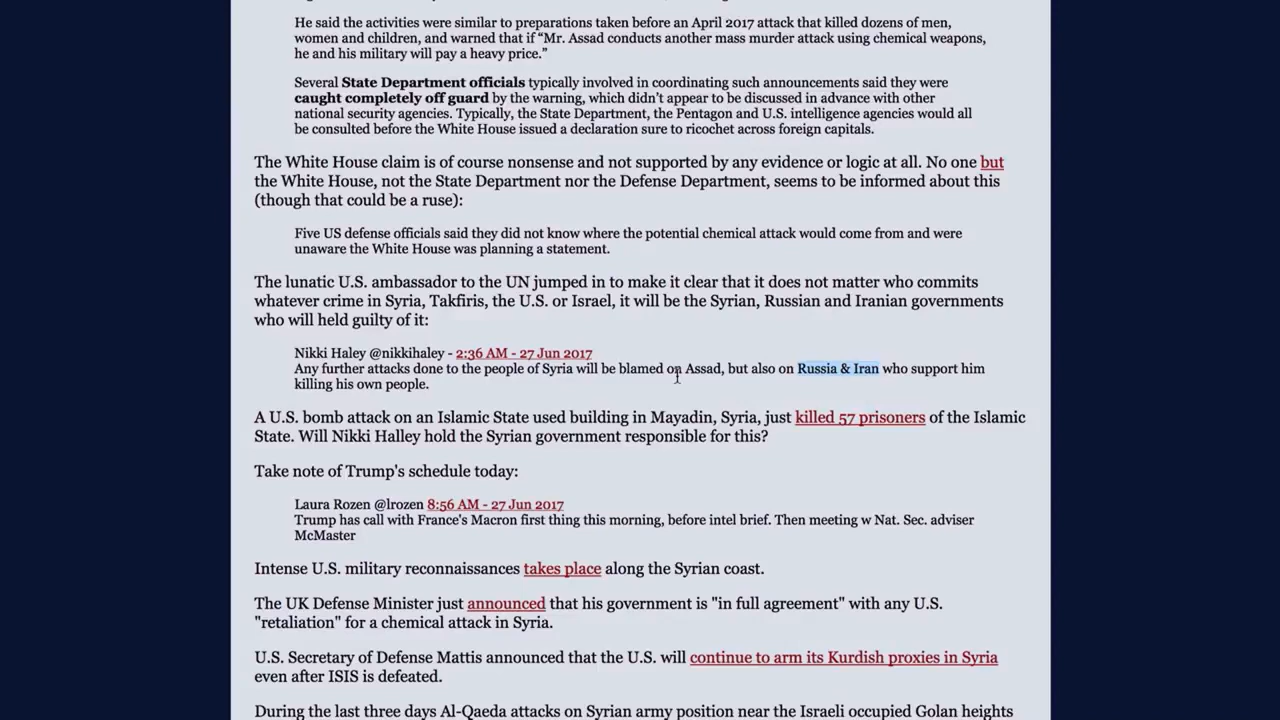 He said the activities were similar to preparations taken before an April 2017 attack that killed dozens of men,
women and children, and warned that if “Mr. Assad conducts another mass murder attack using chemical weapons,
he and his military will pay a heavy price.”
Several State Department officials typically involved in coordinating such announcements said they were
caught completely off guard by the warning, which didn’t appear to be discussed in advance with other
national security agencies. Typically, the State Department, the Pentagon and U.S. intelligence agencies would all
be consulted before the White House issued a declaration sure to ricochet across foreign capitals.
The White House claim is of course nonsense and not supported by any evidence or logic at all. No one but
the White House, not the State Department nor the Defense Department, seems to be informed about this
(though that could be a ruse):
Five US defense officials said they did not know where the potential chemical attack would come from and were
unaware the White House was planning a statement.
The lunatic U.S. ambassador to the UN jumped in to make it clear that it does not matter who commits
whatever crime in Syria, Takfiris, the U.S. or Israel, it will be the Syrian, Russian and Iranian governments
who will held guilty of it:
Nikki Haley @nikkihaley - 2:36 AM - 27 Jun 2017
Any further attacks done to the people of Syria will be blamed on Assad, but also on Russia & Iran who support him
killing his own people.
A U.S. bomb attack on an Islamic State used building in Mayadin, Syria, just killed 57 prisoners of the Islamic
State. Will Nikki Halley hold the Syrian government responsible for this?
Take note of Trump's schedule today:
Laura Rozen @lrozen 8:56 AM - 27 Jun 2017
Trump has call with France's Macron first thing this morning, before intel brief. Then meeting w Nat. Sec. adviser
McMaster
Intense U.S. military reconnaissances takes place along the Syrian coast.
The UK Defense Minister just announced that his government is "in full agreement" with any U.S.
"retaliation" for a chemical attack in Syria.
U.S. Secretary of Defense Mattis announced that the U.S. will continue to arm its Kurdish proxies in Syria
even after ISIS is defeated.
During the last three days Al-Qaeda attacks on Syrian army position near the Israeli occupied Golan heights